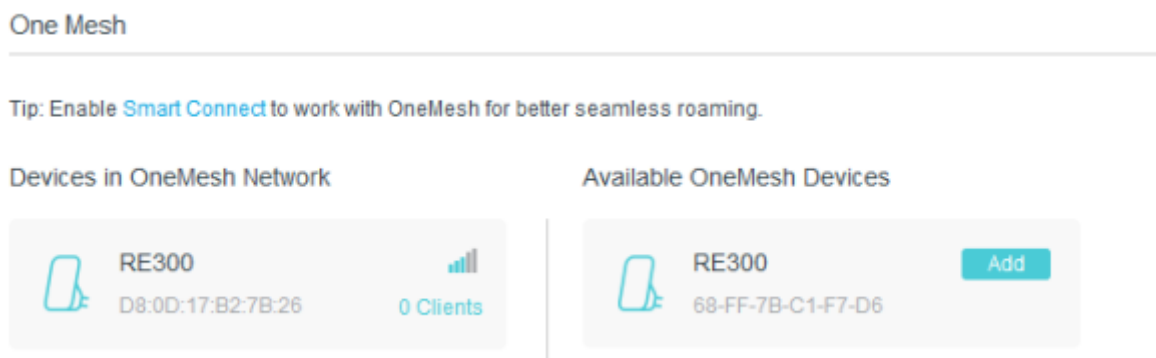 One Mesh
Tip: Enable Smart Connect to work with OneMesh for better seamless roaming.
Devices in OneMesh Network
Available OneMesh Devices
RE300
D8:0D:17:B2:7B:26
0 Clients
RE300
Add
68-FF-7B-C1-F7-D6